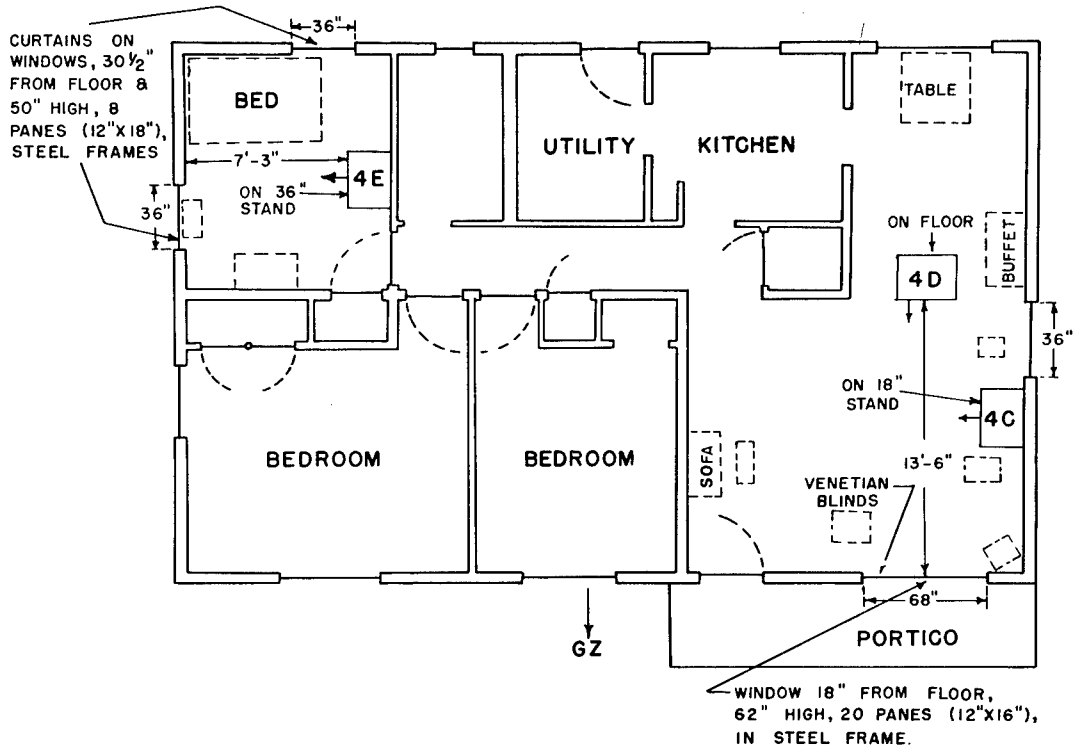 CURTAINS ON
WINDOWS, 30 1/2"
FROM FLOOR &
50" HIGH, 8
PANES (12"X18"),
STEEL FRAMES
36"
BED
7'-3"
4E
ON 36"
STAND
36"
UTILITY
KITCHEN
TABLE
ON FLOOR
4D
BUFFET
36"
ON 18"
STAND
4C
BEDROOM
BEDROOM
SOFA
13'-6"
VENETIAN
BLINDS
68"
PORTICO
GZ
WINDOW 18" FROM FLOOR,
62" HIGH, 20 PANES (12"X16"),
IN STEEL FRAME.